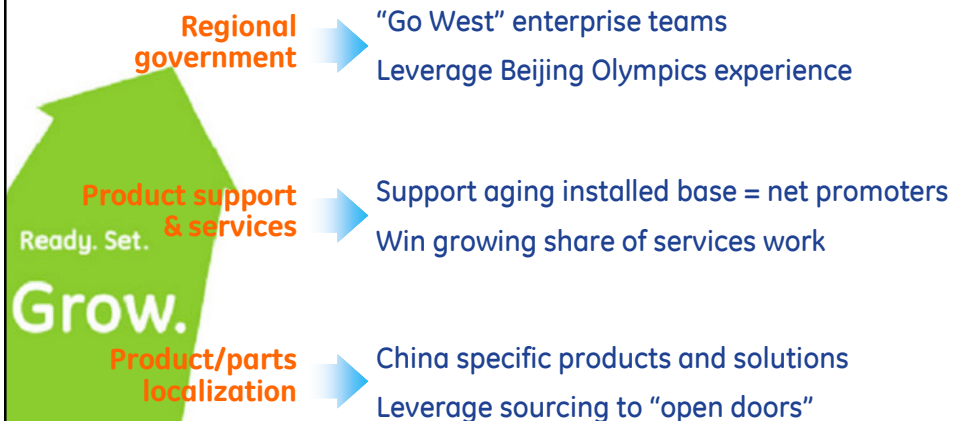 Regional
government
“Go West” enterprise teams
Leverage Beijing Olympics experience
Product support
& services
Support aging installed base = net promoters
Win growing share of services work
Ready. Set.
Grow.
Product/parts
localization
China specific products and solutions
Leverage sourcing to “open doors”